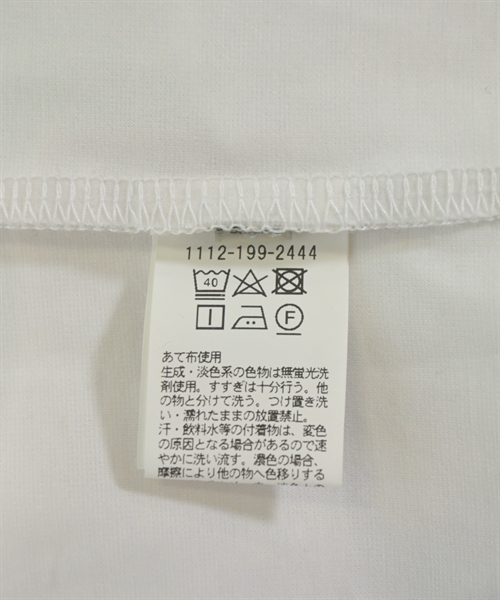 1112-199-2444
40
F
あて布使用
生成・淡色系の色物は無蛍光洗
剤使用。すすぎは十分行う。他
の物と分けて洗う。つけ置き洗
い・濡れたままの放置禁止。
汗・飲料水等の付着物は、変色
の原因となる場合があるので速
やかに洗い流す。濃色の場合、
摩擦により他の物へ色移りする